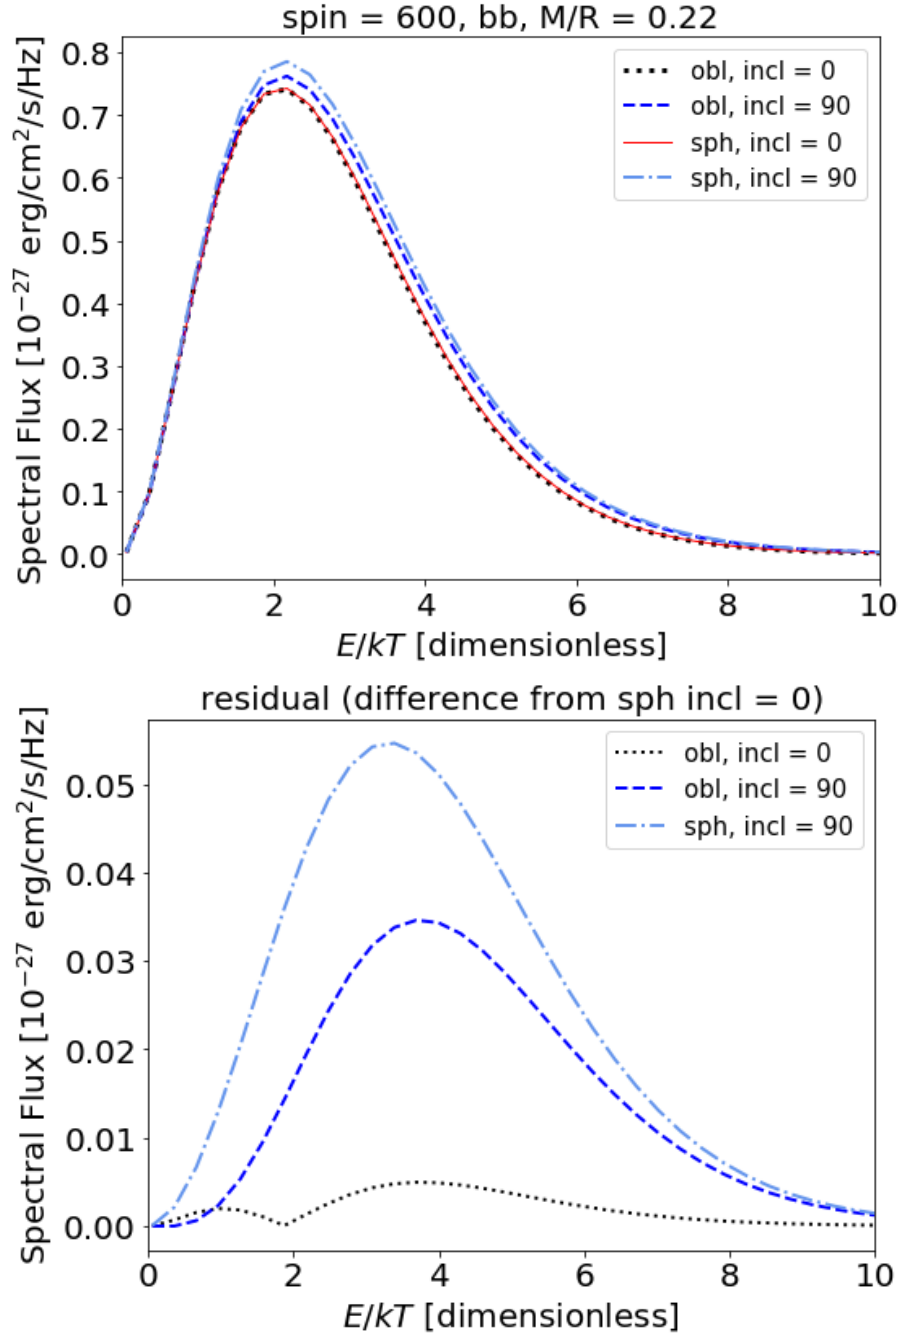 spin = 600, bb, M/R = 0.22
Spectral Flux [10⁻²⁷ erg/cm²/s/Hz]
0.8
0.7
0.6
0.5
0.4
0.3
0.2
0.1
0.0
obl, incl = 0
obl, incl = 90
sph, incl = 0
sph, incl = 90
0 2 4 6 8 10
E/kT [dimensionless]
residual (difference from sph incl = 0)
Spectral Flux [10⁻²⁷ erg/cm²/s/Hz]
0.05
0.04
0.03
0.02
0.01
0.00
obl, incl = 0
obl, incl = 90
sph, incl = 90
0 2 4 6 8 10
E/kT [dimensionless]